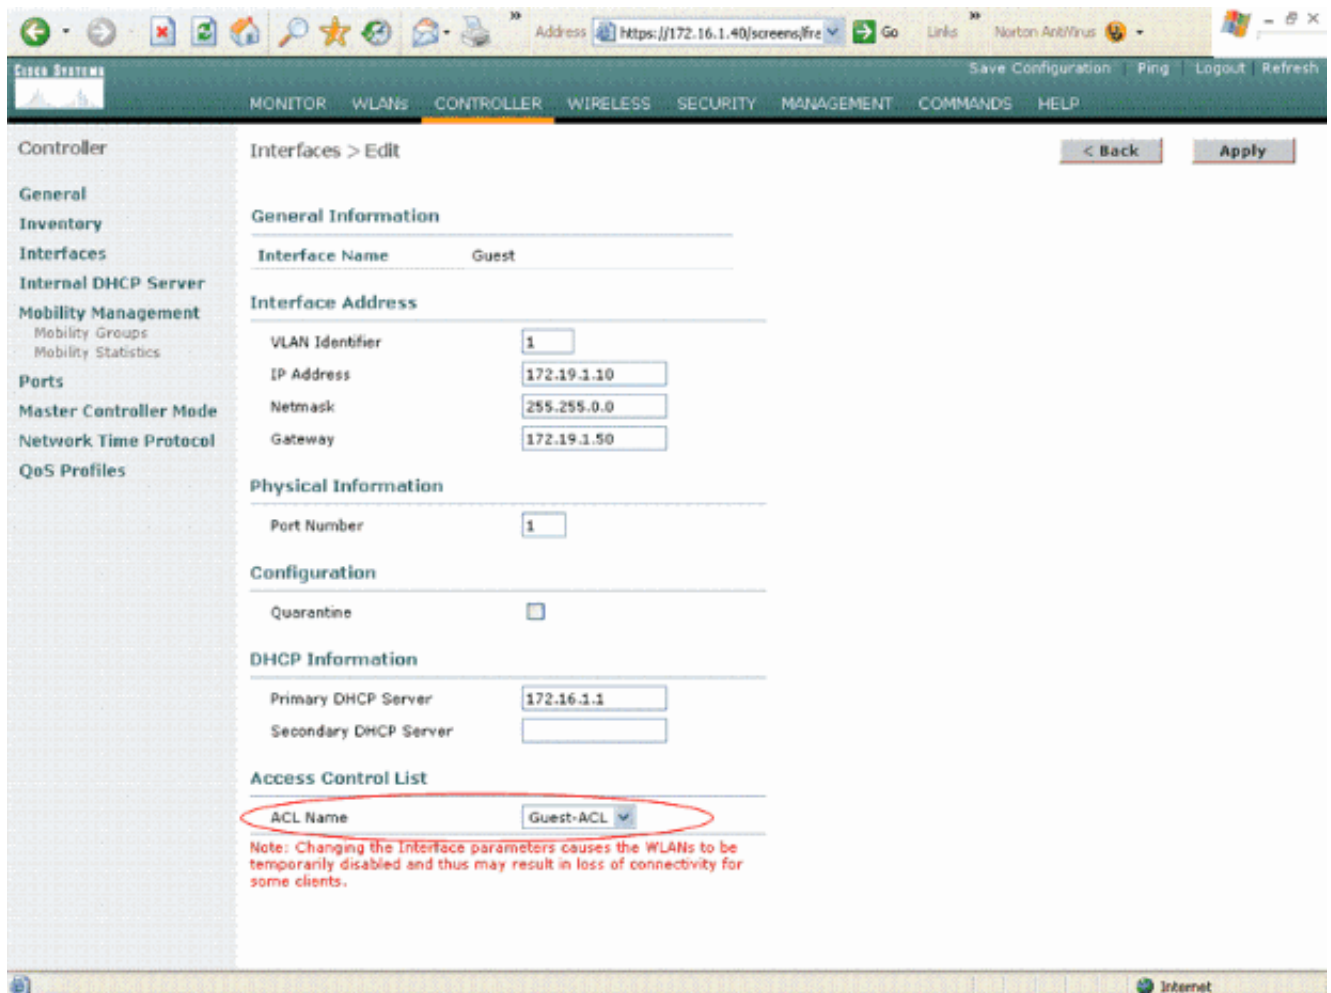 Address https://172.16.1.40/screens/fra Go Links Norton AntiVirus
CISCO SYSTEMS
Save Configuration Ping Logout Refresh
MONITOR WLANs CONTROLLER WIRELESS SECURITY MANAGEMENT COMMANDS HELP
Controller
General
Inventory
Interfaces
Internal DHCP Server
Mobility Management
Mobility Groups
Mobility Statistics
Ports
Master Controller Mode
Network Time Protocol
QoS Profiles
Interfaces > Edit
< Back Apply
General Information
Interface Name Guest
Interface Address
VLAN Identifier 1
IP Address 172.19.1.10
Netmask 255.255.0.0
Gateway 172.19.1.50
Physical Information
Port Number 1
Configuration
Quarantine
DHCP Information
Primary DHCP Server 172.16.1.1
Secondary DHCP Server
Access Control List
ACL Name Guest-ACL
Note: Changing the Interface parameters causes the WLANs to be
temporarily disabled and thus may result in loss of connectivity for
some clients.
Internet